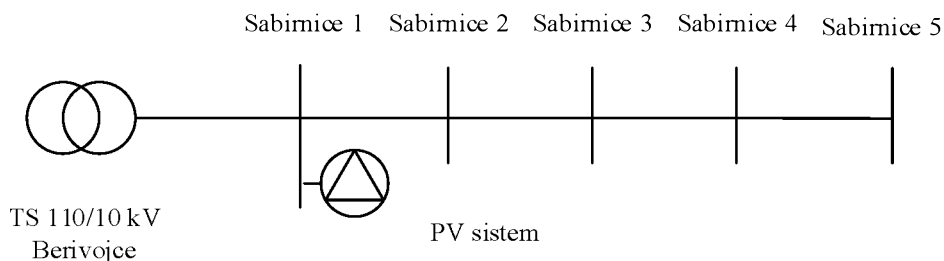 Sabirnice 1 Sabirnice 2 Sabirnice 3 Sabirnice 4 Sabirnice 5
TS 110/10 kV
Berivojce
PV sistem